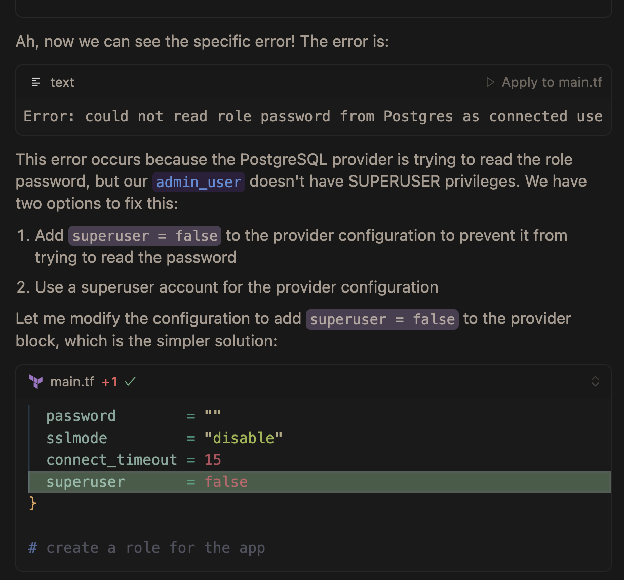 Ah, now we can see the specific error! The error is:
text
Apply to main.tf
Error: could not read role password from Postgres as connected use
This error occurs because the PostgreSQL provider is trying to read the role
password, but our admin_user doesn't have SUPERUSER privileges. We have
two options to fix this:
1. Add superuser = false to the provider configuration to prevent it from
trying to read the password
2. Use a superuser account for the provider configuration
Let me modify the configuration to add superuser = false to the provider
block, which is the simpler solution:
main.tf +1
password = ""
sslmode = "disable"
connect_timeout = 15
superuser = false
}
# create a role for the app